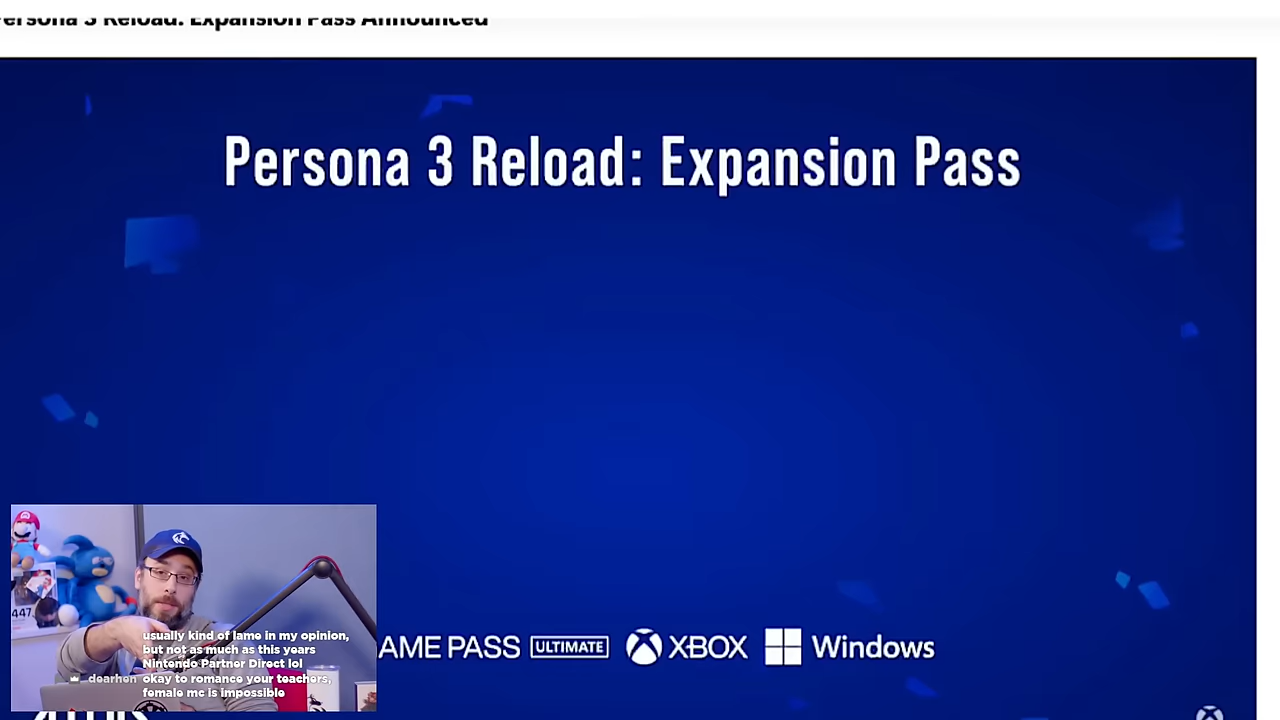 Persona 3 Reload: Expansion Pass Announced
Persona 3 Reload: Expansion Pass
AME PASS ULTIMATE XBOX Windows
447.
usually kind of lame in my opinion,
but not as much as this years
Nintendo Partner Direct lol
dearhen okay to romance your teachers,
female mc is impossible